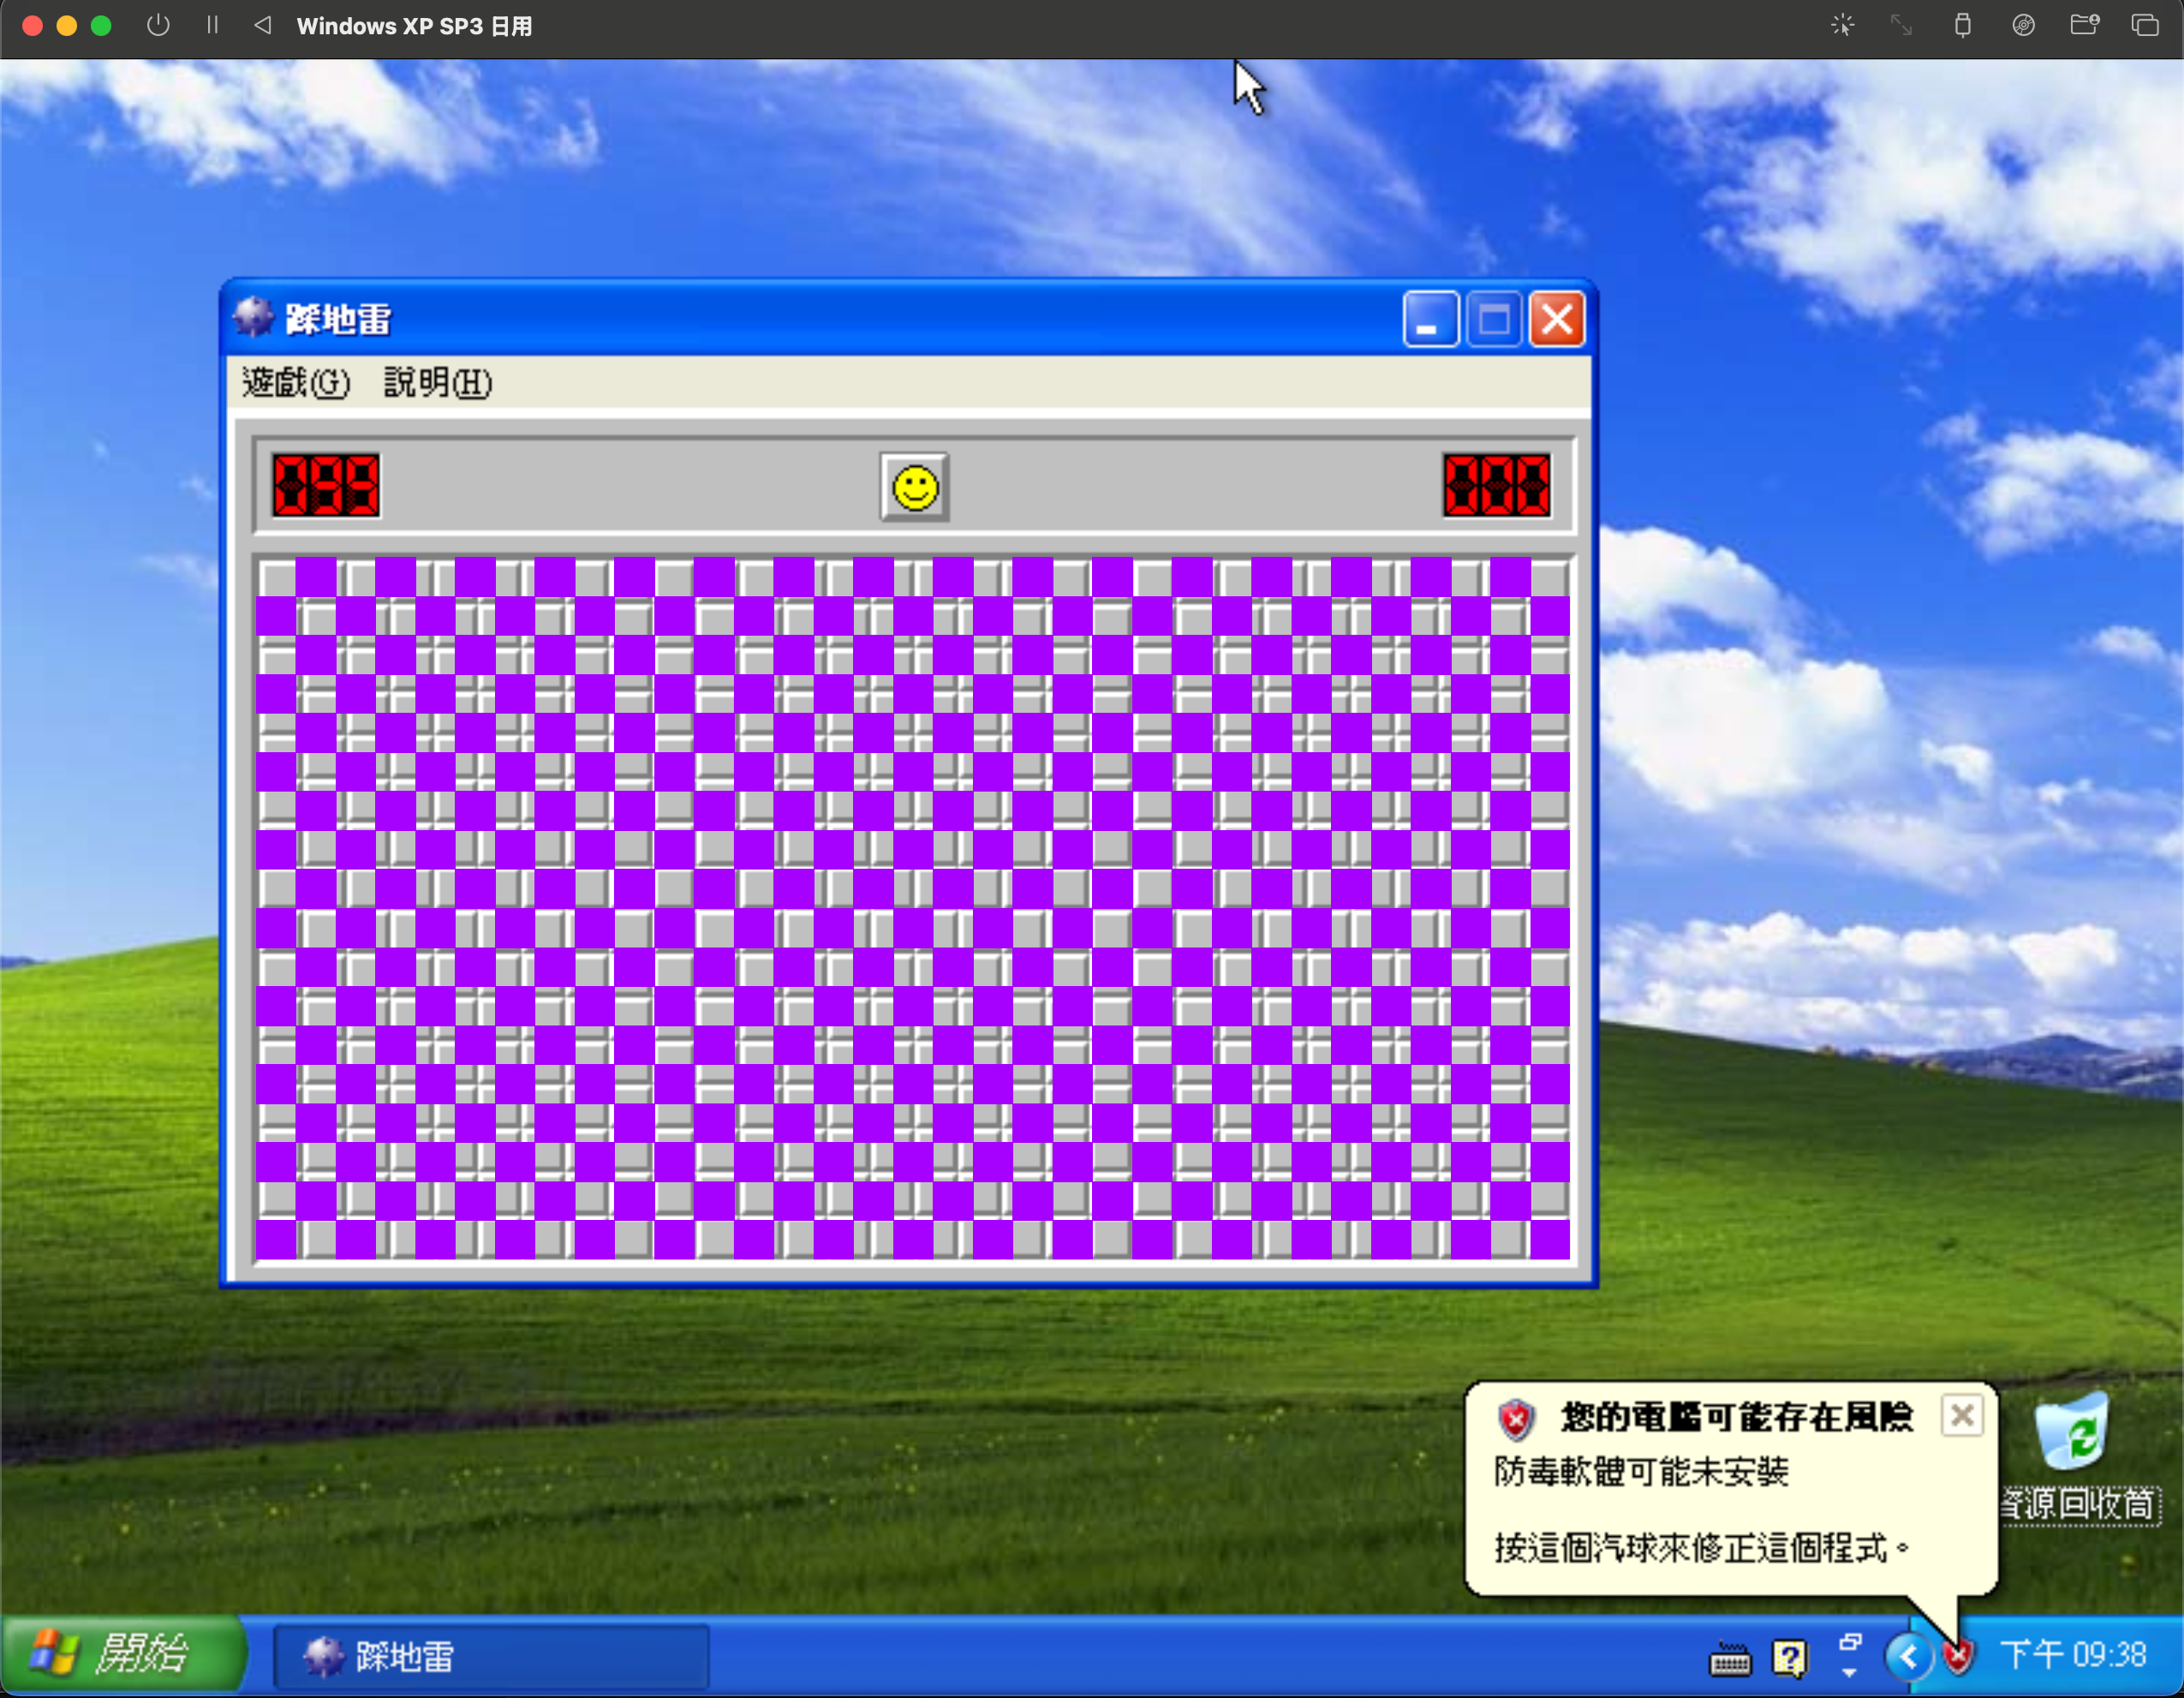 Windows XP SP3 日用
踩地雷
遊戲(G) 說明(H)
000
您的電腦可能存在風險
防毒軟體可能未安裝
按這個汽球來修正這個程式。
資源回收筒
開始
踩地雷
下午 09:38